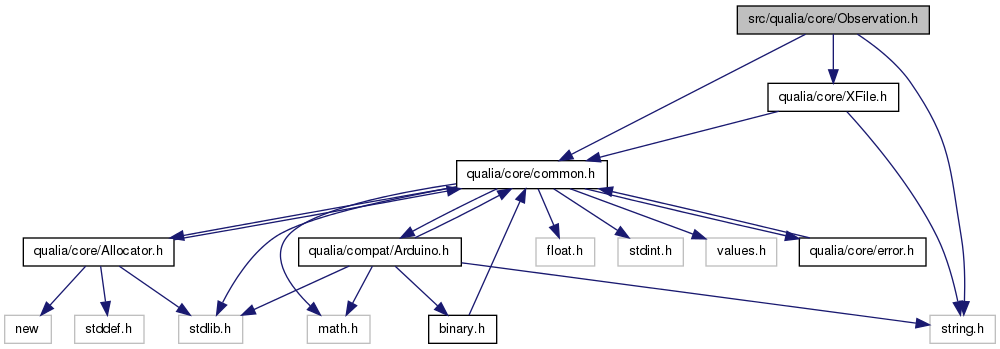 src/qualia/core/Observation.h
qualia/core/XFile.h
qualia/core/common.h
qualia/core/Allocator.h
qualia/compat/Arduino.h
float.h
stdint.h
values.h
qualia/core/error.h
new
stddef.h
stdlib.h
math.h
binary.h
string.h